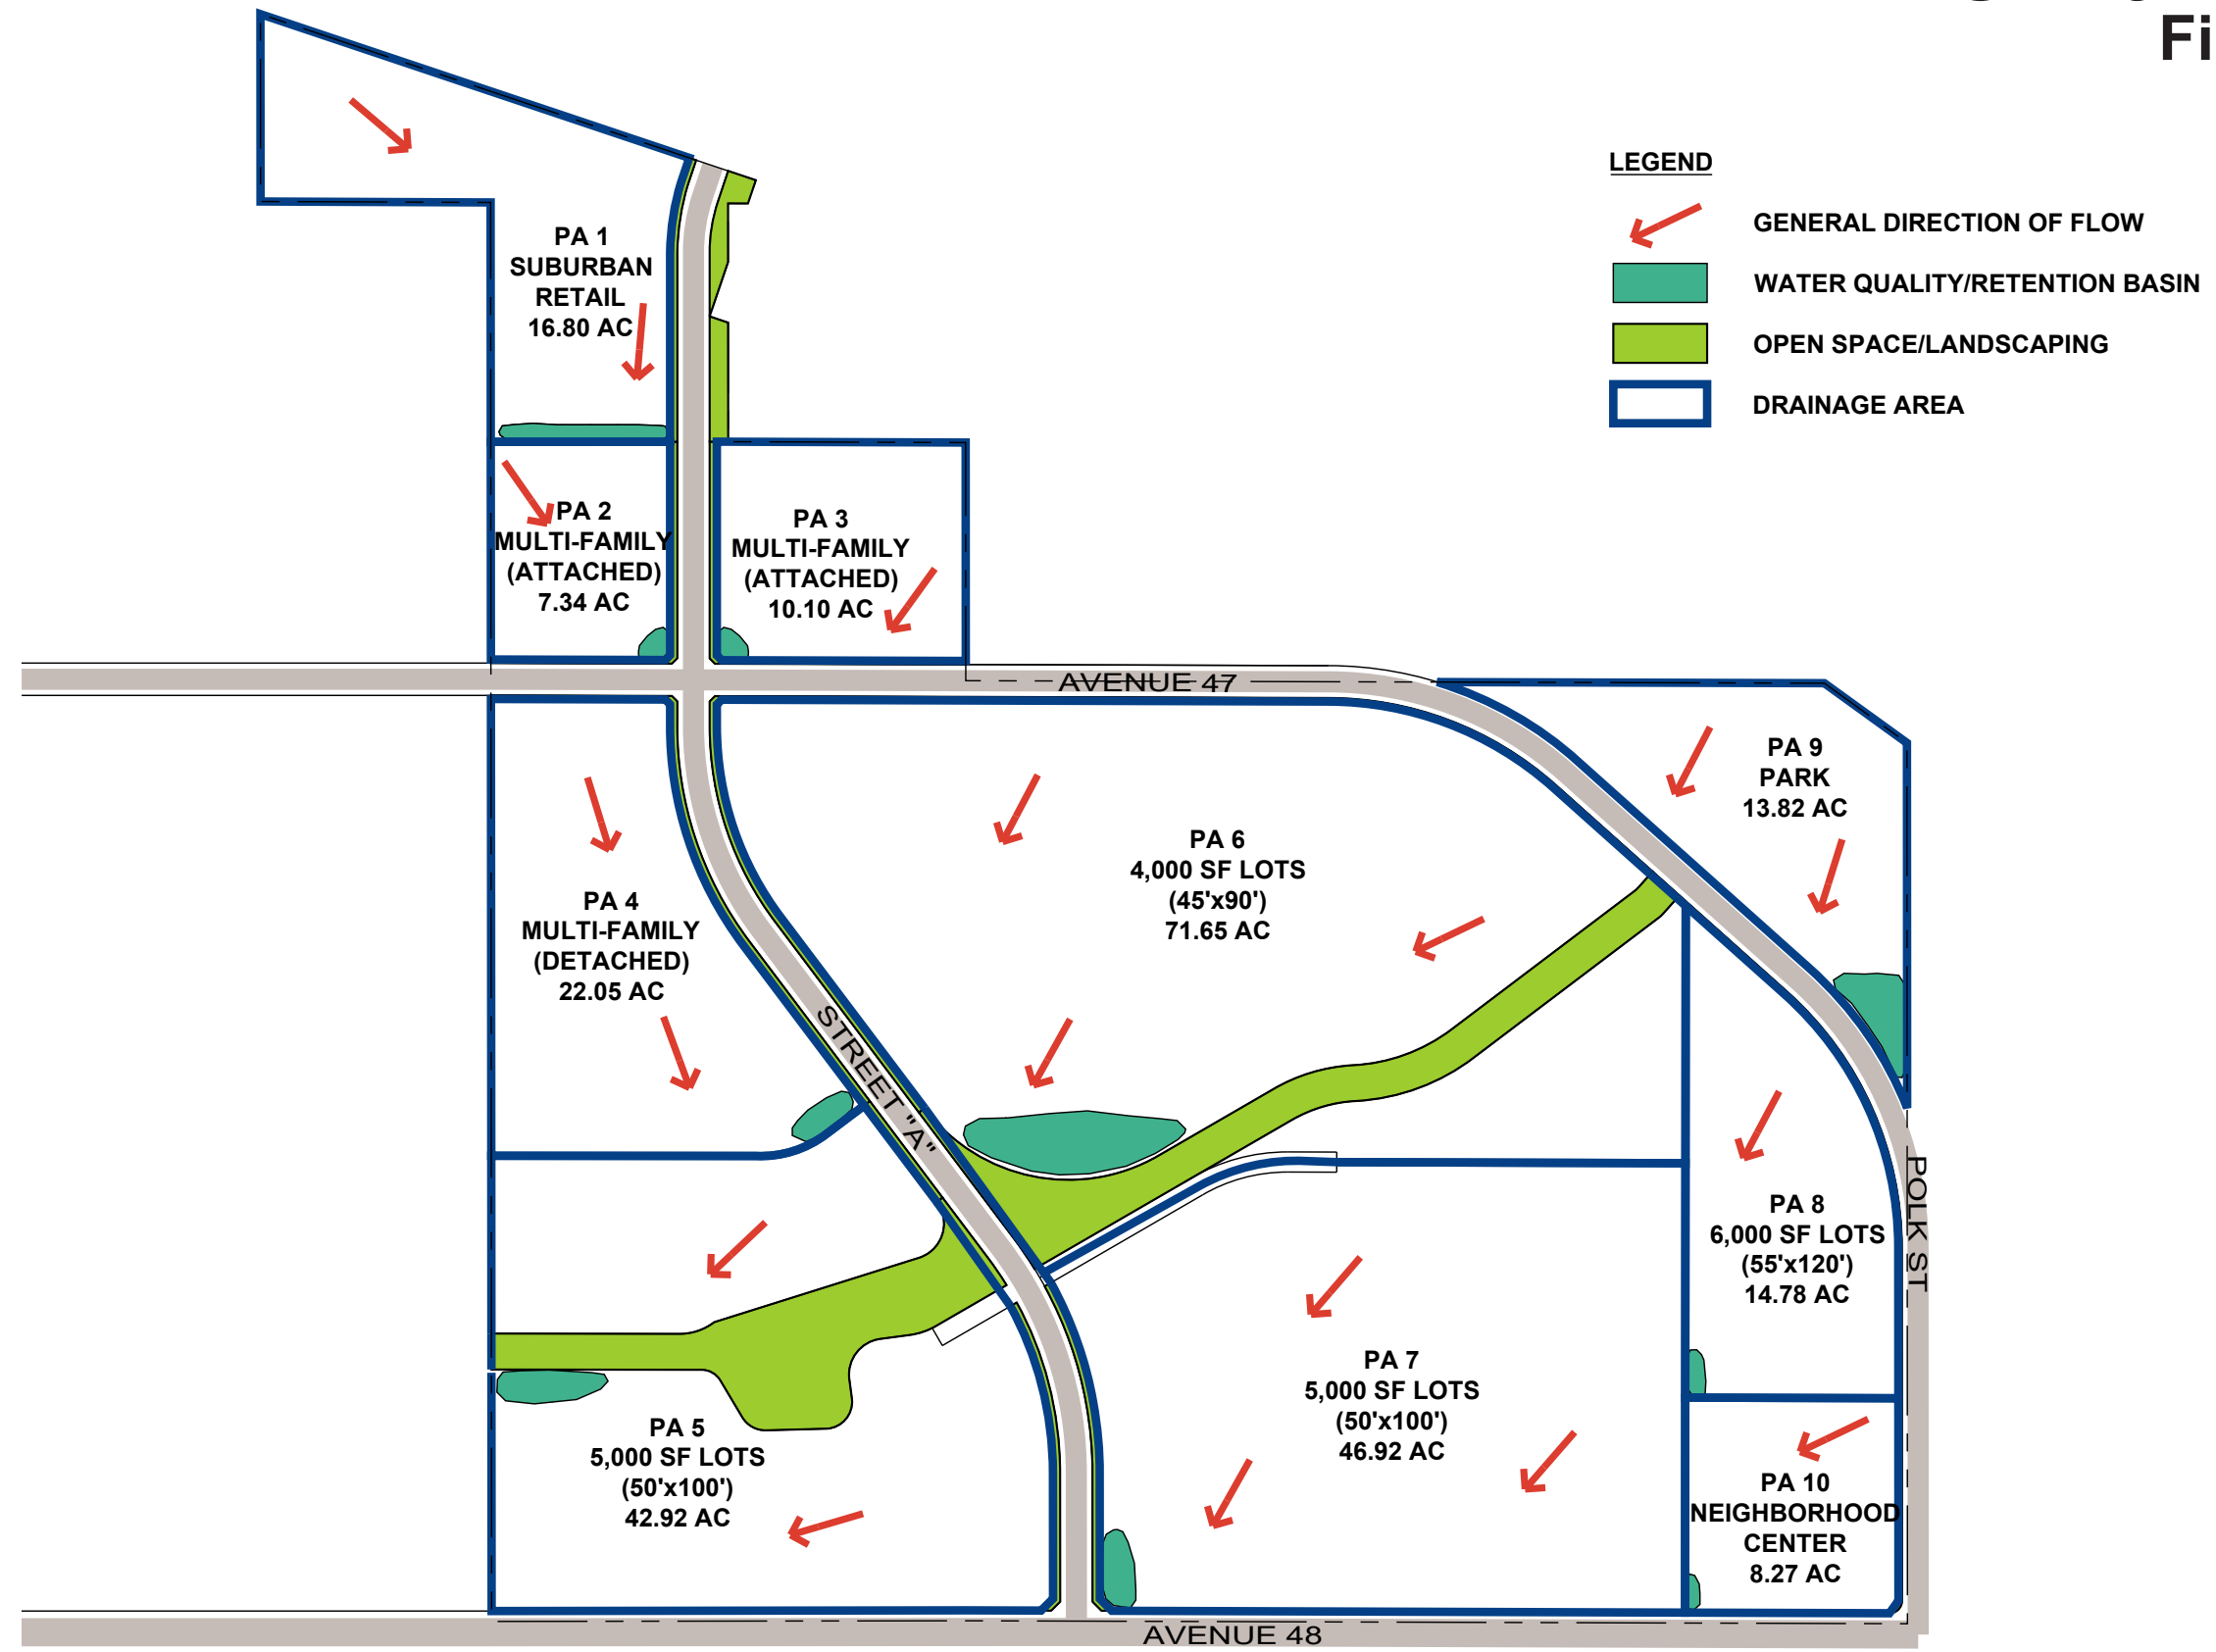 Fi
LEGEND
GENERAL DIRECTION OF FLOW
WATER QUALITY/RETENTION BASIN
OPEN SPACE/LANDSCAPING
DRAINAGE AREA
PA 1
SUBURBAN
RETAIL
16.80 AC
PA 2
MULTI-FAMILY
(ATTACHED)
7.34 AC
PA 3
MULTI-FAMILY
(ATTACHED)
10.10 AC
AVENUE 47
PA 9
PARK
13.82 AC
PA 6
4,000 SF LOTS
(45'x90')
71.65 AC
PA 4
MULTI-FAMILY
(DETACHED)
22.05 AC
STREET "A"
POLK ST
PA 8
6,000 SF LOTS
(55'x120')
14.78 AC
PA 7
5,000 SF LOTS
(50'x100')
46.92 AC
PA 5
5,000 SF LOTS
(50'x100')
42.92 AC
PA 10
NEIGHBORHOOD
CENTER
8.27 AC
AVENUE 48